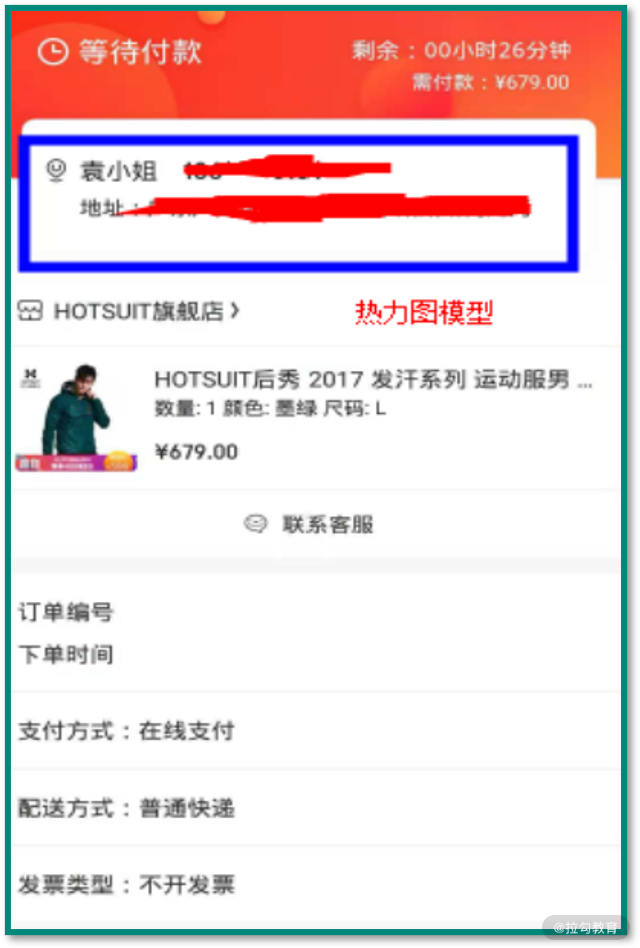 等待付款
剩余：00小时26分钟
需付款：¥679.00
袁小姐
地址：
HOTSUIT旗舰店
热力图模型
HOTSUIT后秀 2017 发汗系列 运动服男 ...
数量: 1 颜色: 墨绿 尺码: L
¥679.00
联系客服
订单编号
下单时间
支付方式：在线支付
配送方式：普通快递
发票类型：不开发票
@拉勾教育